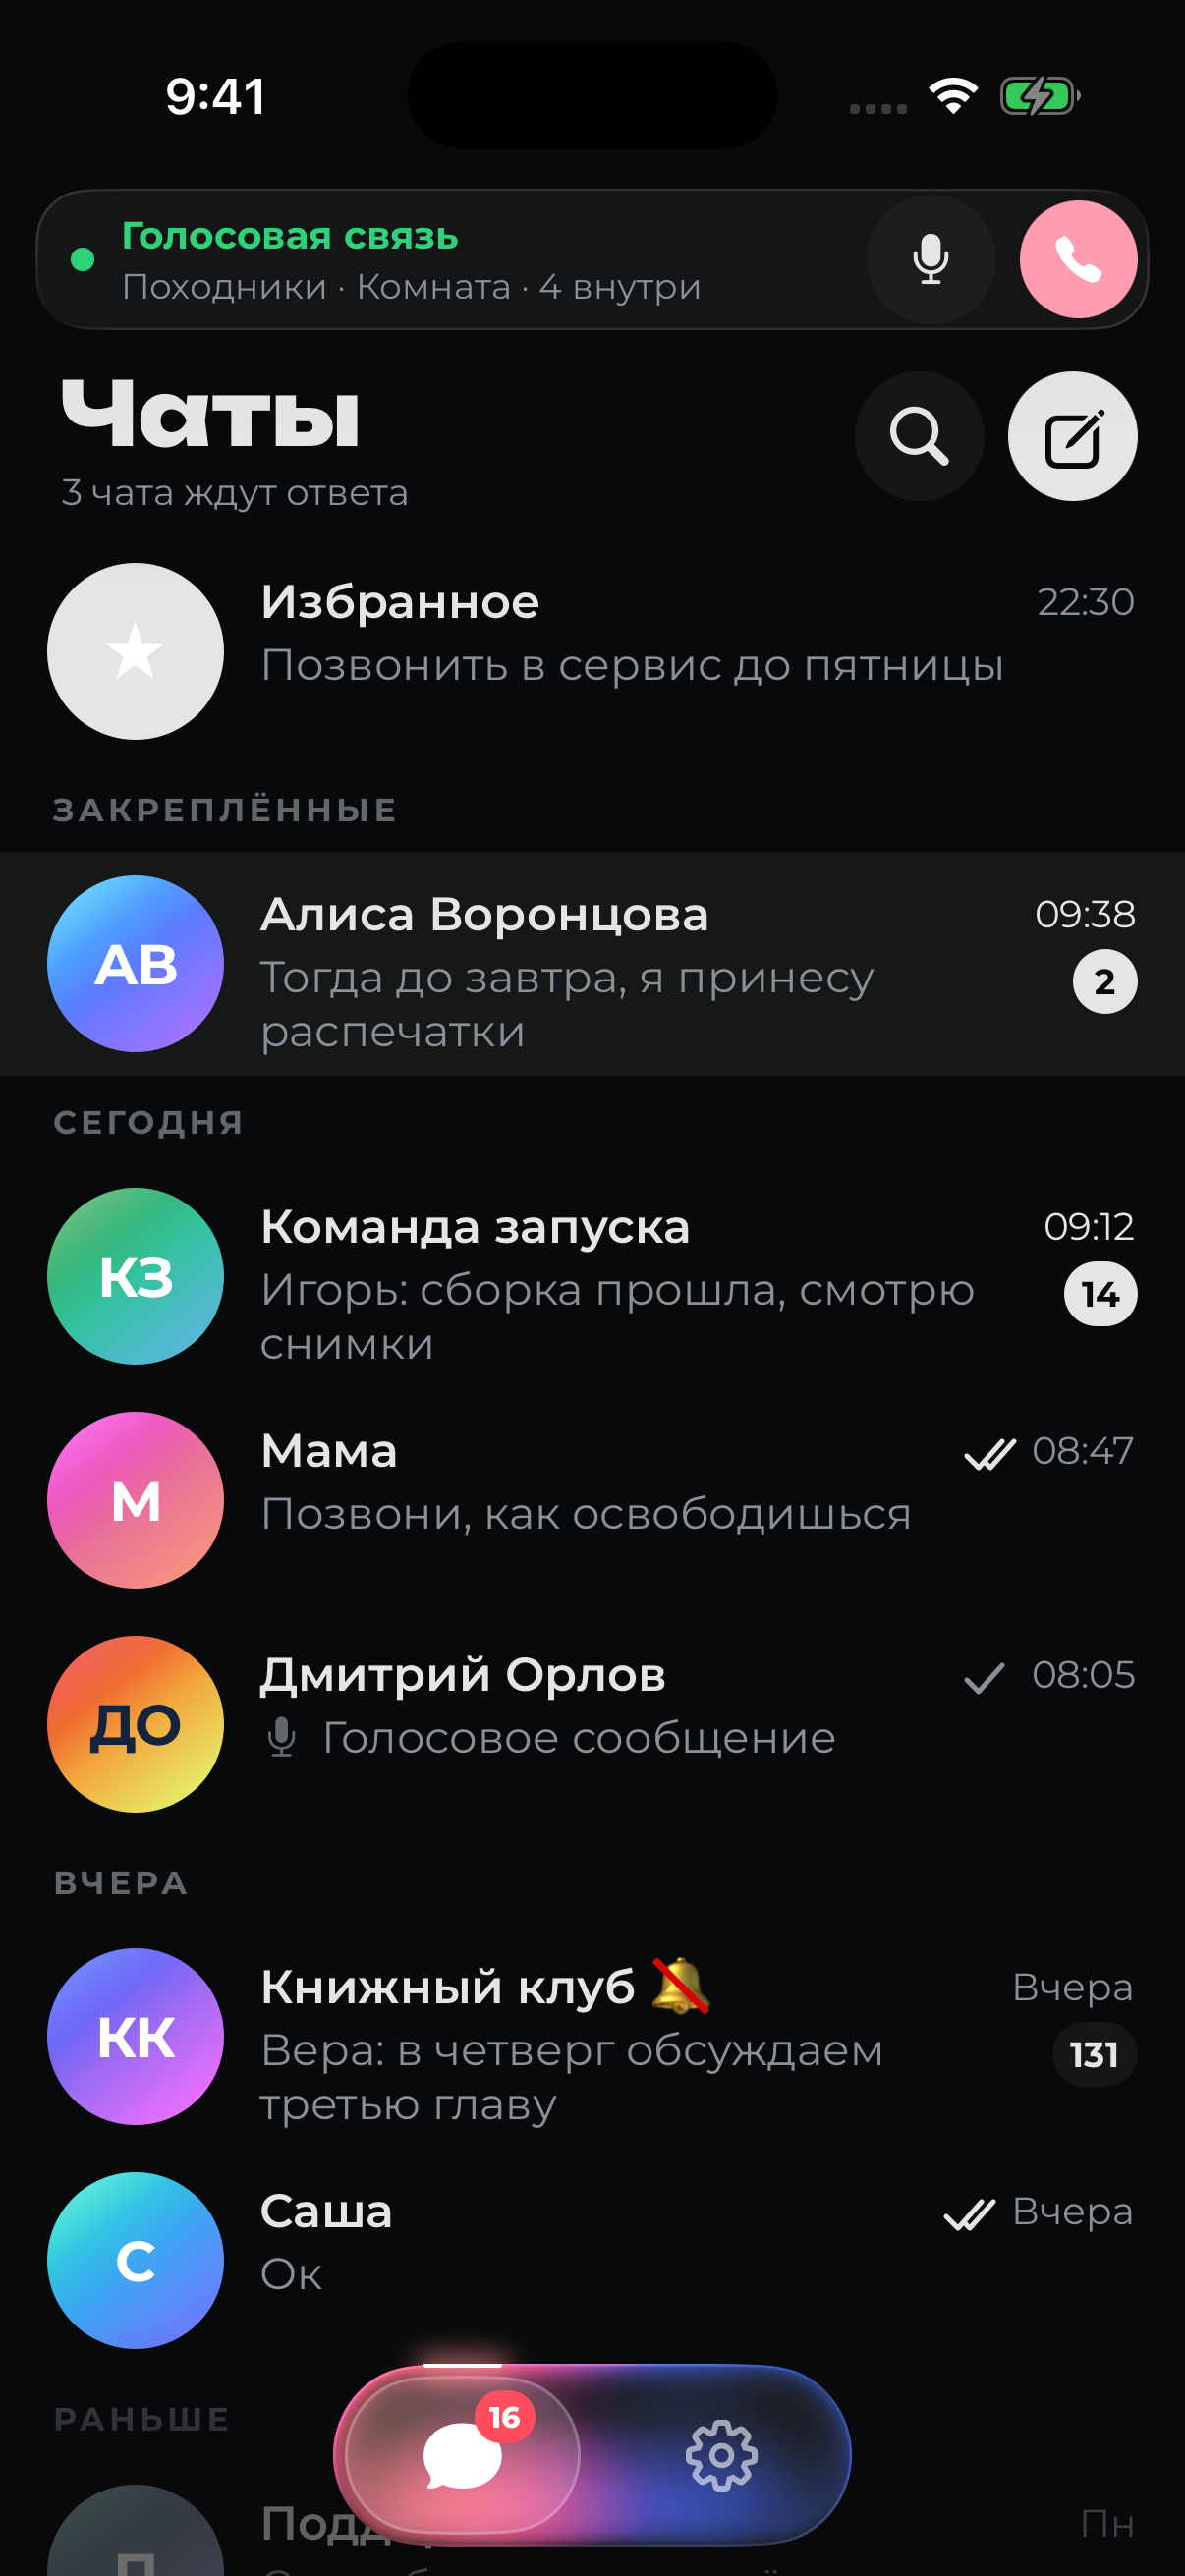 9:41
Голосовая связь
Походники · Комната · 4 внутри
Чаты
3 чата ждут ответа
Избранное 22:30
Позвонить в сервис до пятницы
ЗАКРЕПЛЁННЫЕ
АВ Алиса Воронцова 09:38
Тогда до завтра, я принесу 2
распечатки
СЕГОДНЯ
КЗ Команда запуска 09:12
Игорь: сборка прошла, смотрю 14
снимки
М Мама 08:47
Позвони, как освободишься
ДО Дмитрий Орлов 08:05
Голосовое сообщение
ВЧЕРА
КК Книжный клуб Вчера
Вера: в четверг обсуждаем 131
третью главу
С Саша Вчера
Ок
РАНЬШЕ
16
П Пн